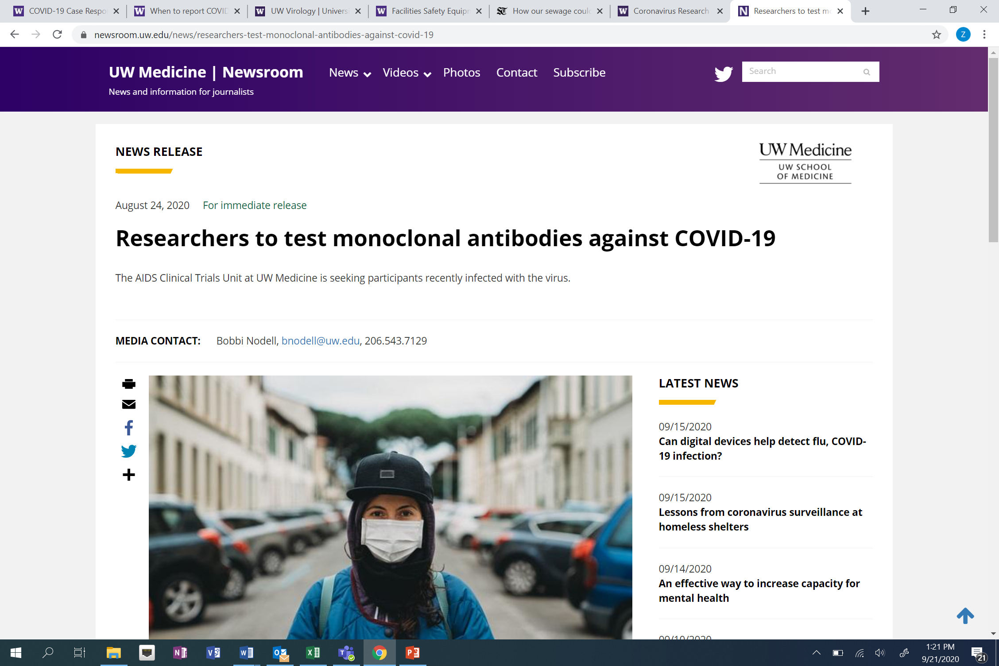 COVID-19 Case Respo
When to report COVID
UW Virology | Universi
Facilities Safety Equipm
How our sewage could
Coronavirus Research
Researchers to test mo
newsroom.uw.edu/news/researchers-test-monoclonal-antibodies-against-covid-19
Z
UW Medicine | Newsroom
News
Videos
Photos
Contact
Subscribe
Search
News and information for journalists
NEWS RELEASE
UW Medicine
UW SCHOOL
OF MEDICINE
August 24, 2020 For immediate release
Researchers to test monoclonal antibodies against COVID-19
The AIDS Clinical Trials Unit at UW Medicine is seeking participants recently infected with the virus.
MEDIA CONTACT: Bobbi Nodell, bnodell@uw.edu, 206.543.7129
LATEST NEWS
09/15/2020
Can digital devices help detect flu, COVID-
19 infection?
09/15/2020
Lessons from coronavirus surveillance at
homeless shelters
09/14/2020
An effective way to increase capacity for
mental health
09/10/2020
1:21 PM
9/21/2020
21